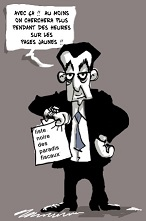 AVEC ÇA !! AU MOINS
ON CHERCHERA PLUS
PENDANT DES HEURES
SUR LES
PAGES JAUNES !!
liste
noire
des
paradis
fiscaux